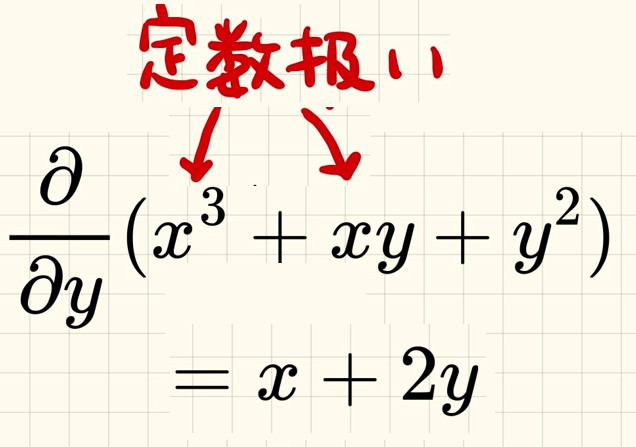 定数扱い
∂/∂y (x³ + xy + y²)
= x + 2y